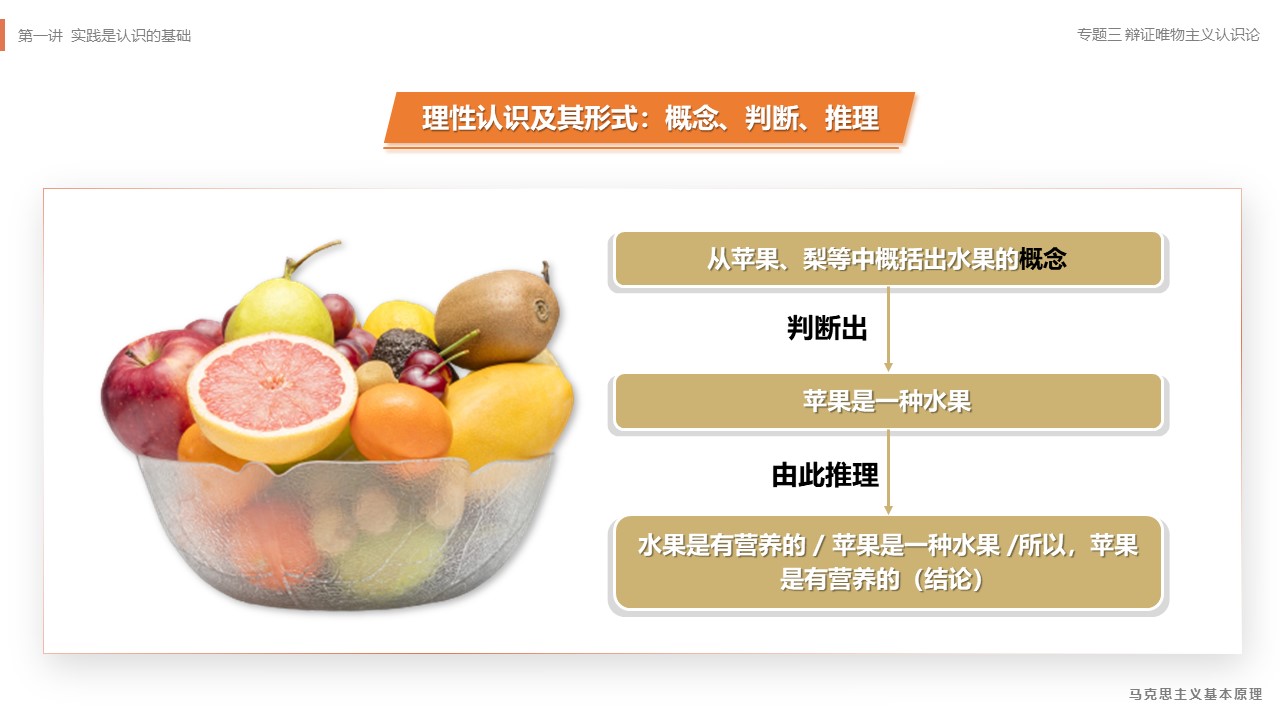 第一讲 实践是认识的基础
专题三 辩证唯物主义认识论
理性认识及其形式：概念、判断、推理
从苹果、梨等中概括出水果的概念
判断出
苹果是一种水果
由此推理
水果是有营养的 / 苹果是一种水果 /所以，苹果
是有营养的（结论）
马克思主义基本原理